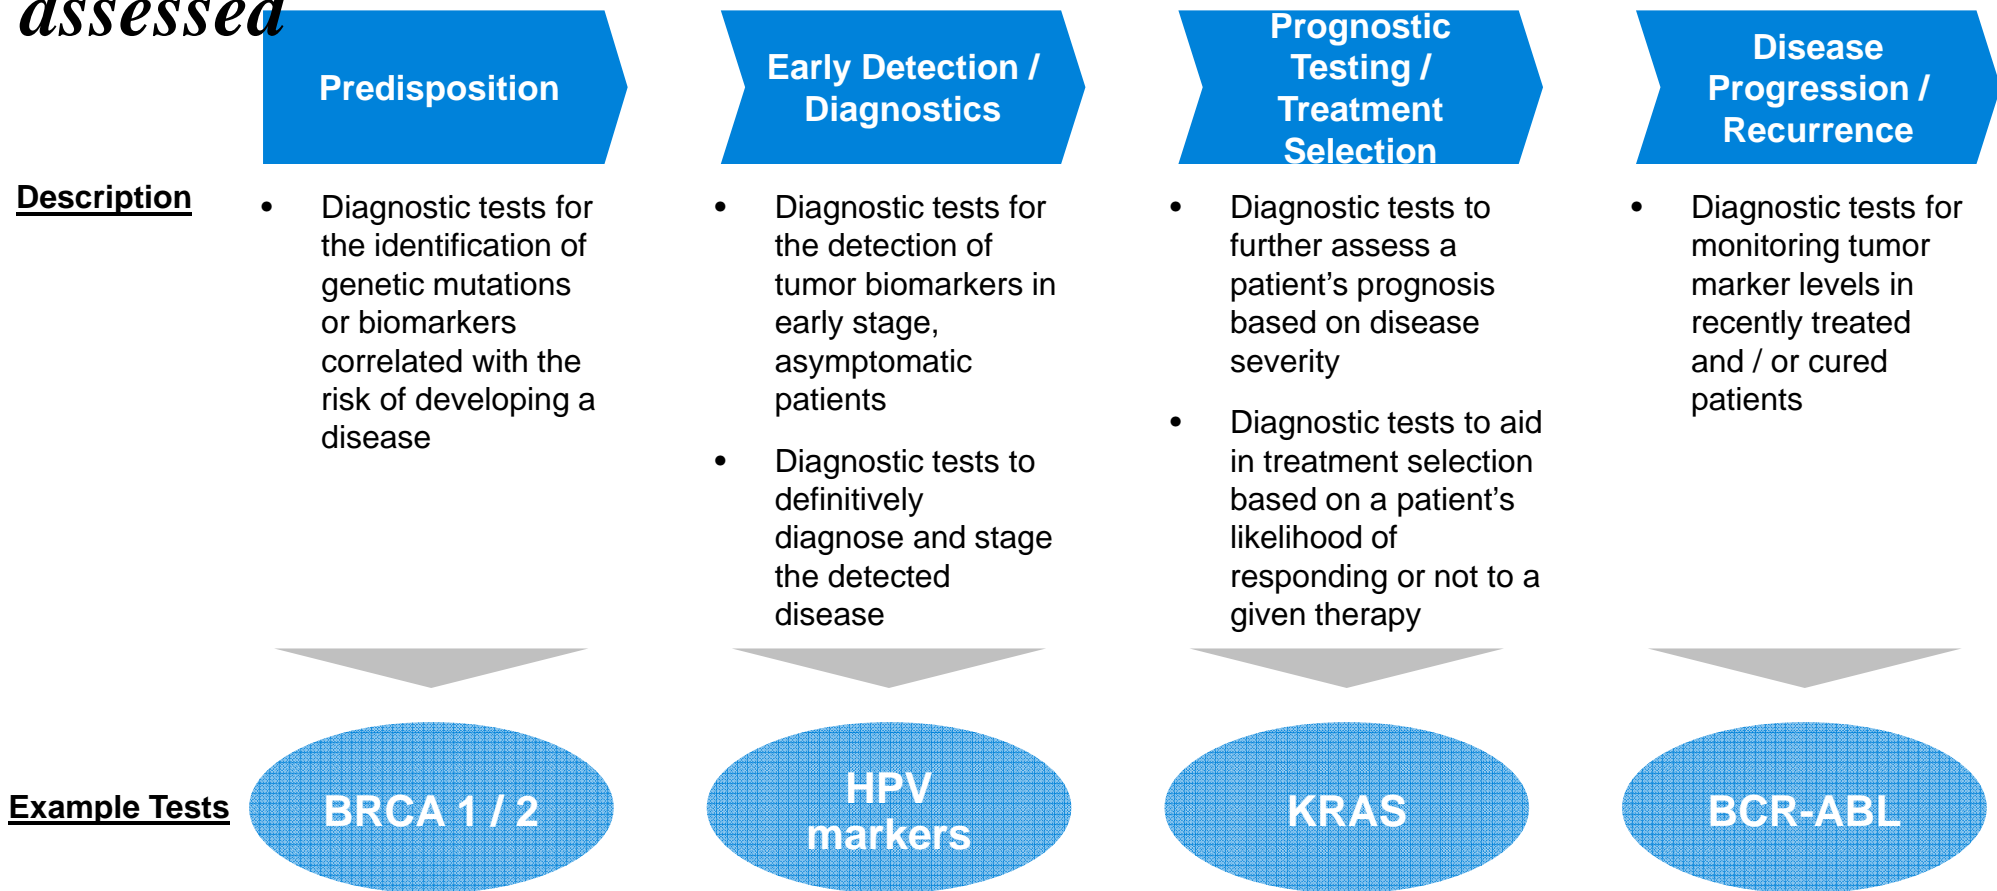 assessed
Predisposition
Early Detection /
Diagnostics
Prognostic
Testing /
Treatment
Selection
Disease
Progression /
Recurrence
Description
• Diagnostic tests for
the identification of
genetic mutations
or biomarkers
correlated with the
risk of developing a
disease
• Diagnostic tests for
the detection of
tumor biomarkers in
early stage,
asymptomatic
patients
• Diagnostic tests to
definitively
diagnose and stage
the detected
disease
• Diagnostic tests to
further assess a
patient’s prognosis
based on disease
severity
• Diagnostic tests to aid
in treatment selection
based on a patient’s
likelihood of
responding or not to a
given therapy
• Diagnostic tests for
monitoring tumor
marker levels in
recently treated
and / or cured
patients
Example Tests
BRCA 1 / 2
HPV
markers
KRAS
BCR-ABL